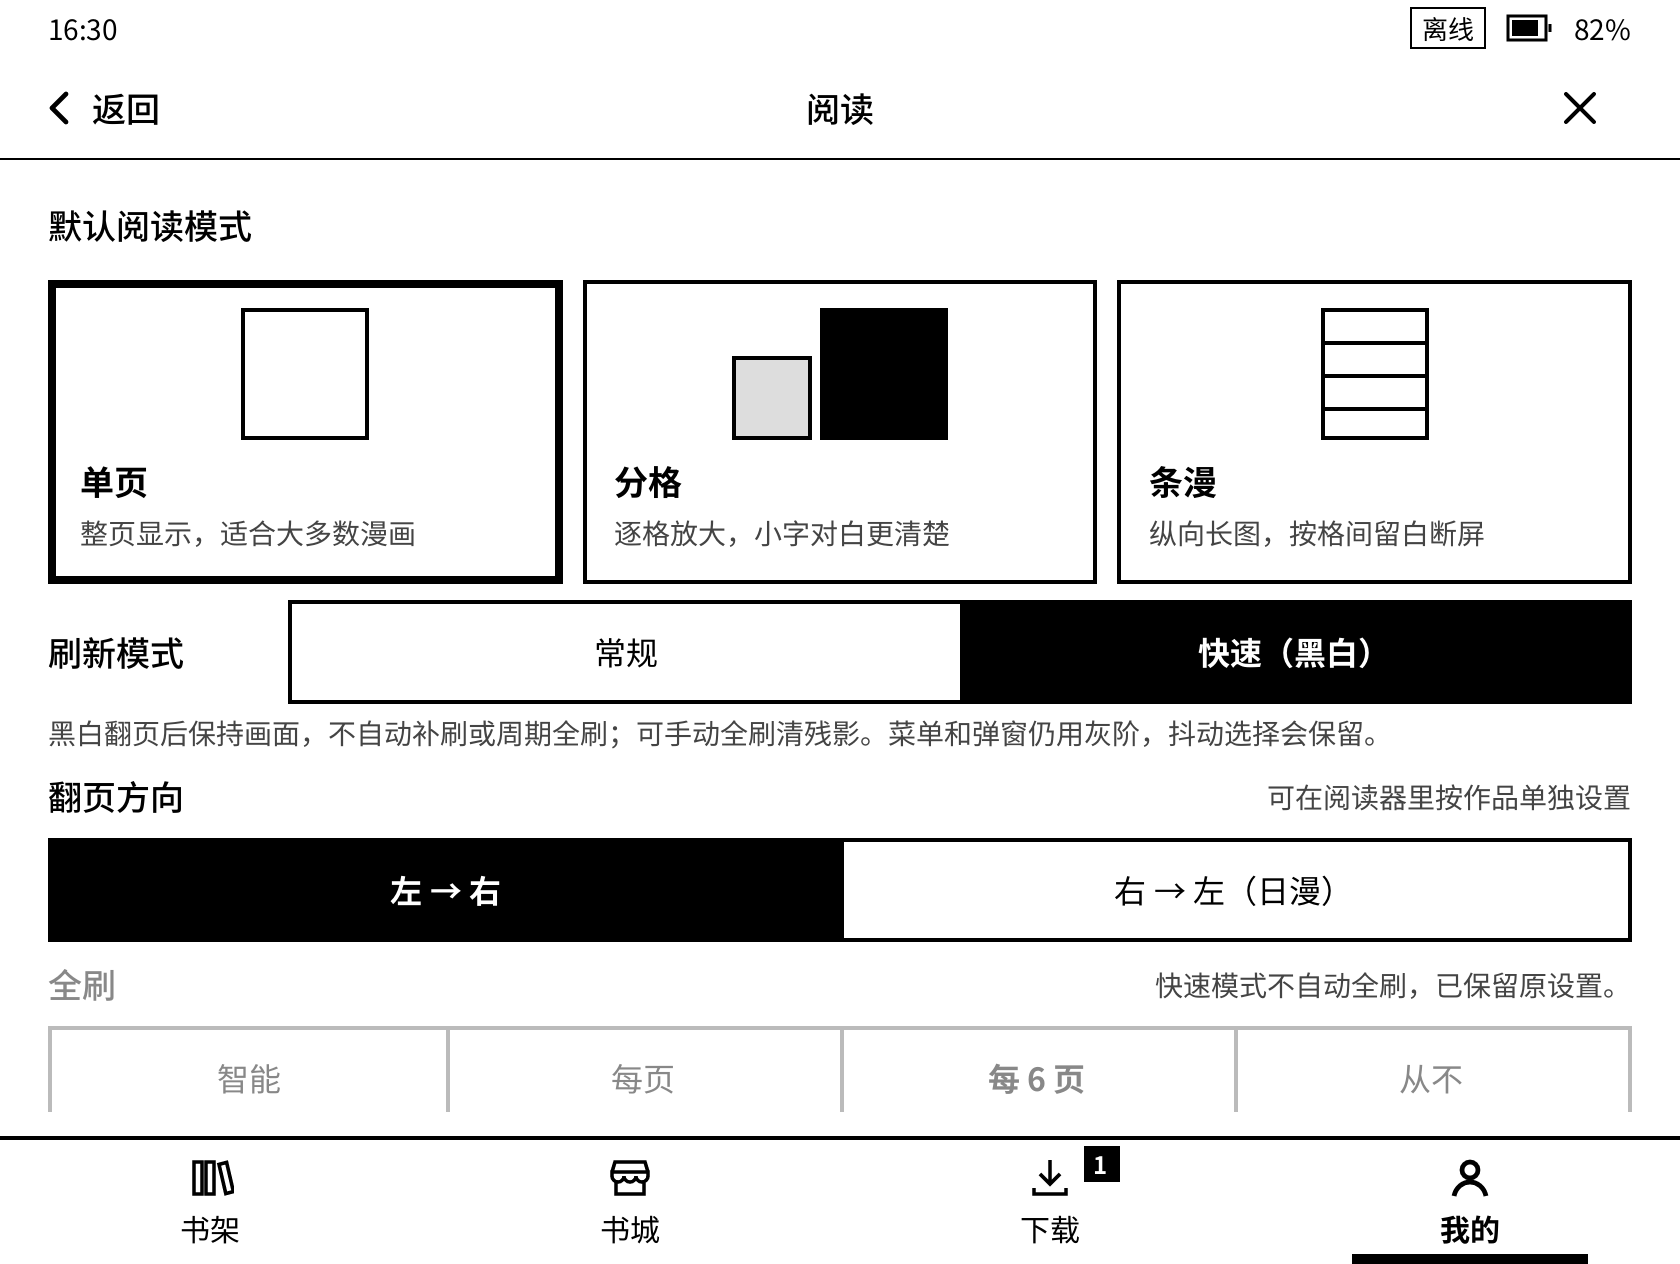 16:30 离线 82%
返回 阅读
默认阅读模式
单页 分格 条漫
整页显示，适合大多数漫画 逐格放大，小字对白更清楚 纵向长图，按格间留白断屏
刷新模式 常规 快速（黑白）
黑白翻页后保持画面，不自动补刷或周期全刷；可手动全刷清残影。菜单和弹窗仍用灰阶，抖动选择会保留。
翻页方向 可在阅读器里按作品单独设置
左 → 右 右 → 左（日漫）
全刷 快速模式不自动全刷，已保留原设置。
智能 每页 每 6 页 从不
1
书架 书城 下载 我的